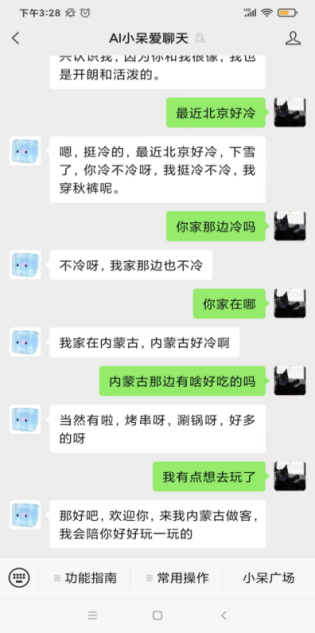 下午3:28
AI小呆爱聊天
兴认识我,因为你和我很像,我也
是开朗和活泼的。
最近北京好冷
嗯,挺冷的,最近北京好冷,下雪
了,你冷不冷呀,我挺冷不冷,我
穿秋裤呢。
你家那边冷吗
不冷呀,我家那边也不冷
你家在哪
我家在内蒙古,内蒙古好冷啊
内蒙古那边有啥好吃的吗
当然有啦,烤串呀,涮锅呀,好多
的呀
我有点想去玩了
那好吧,欢迎你,来我内蒙古做客,
我会陪你好好玩一玩的
功能指南
常用操作
小呆广场